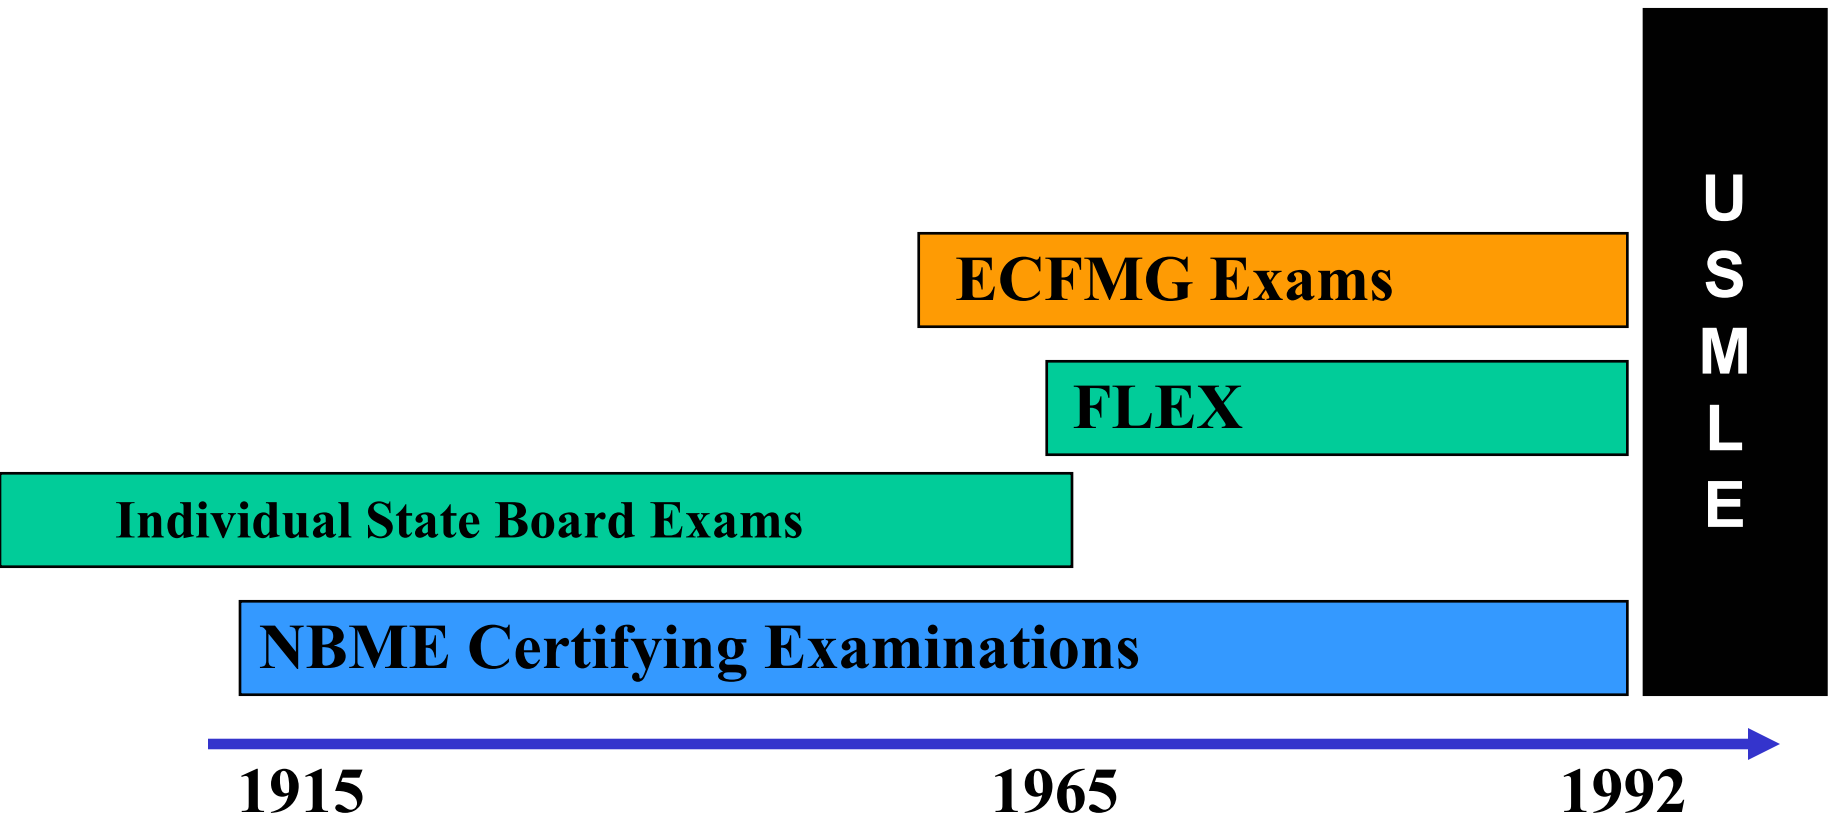 ECFMG Exams
FLEX
Individual State Board Exams
NBME Certifying Examinations
U
S
M
L
E
1915 1965 1992